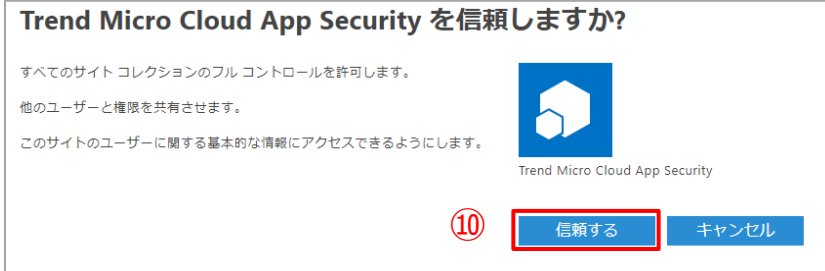 Trend Micro Cloud App Security を信頼しますか?
すべてのサイト コレクションのフル コントロールを許可します。
他のユーザーと権限を共有させます。
このサイトのユーザーに関する基本的な情報にアクセスできるようにします。
Trend Micro Cloud App Security
⑩ 信頼する キャンセル